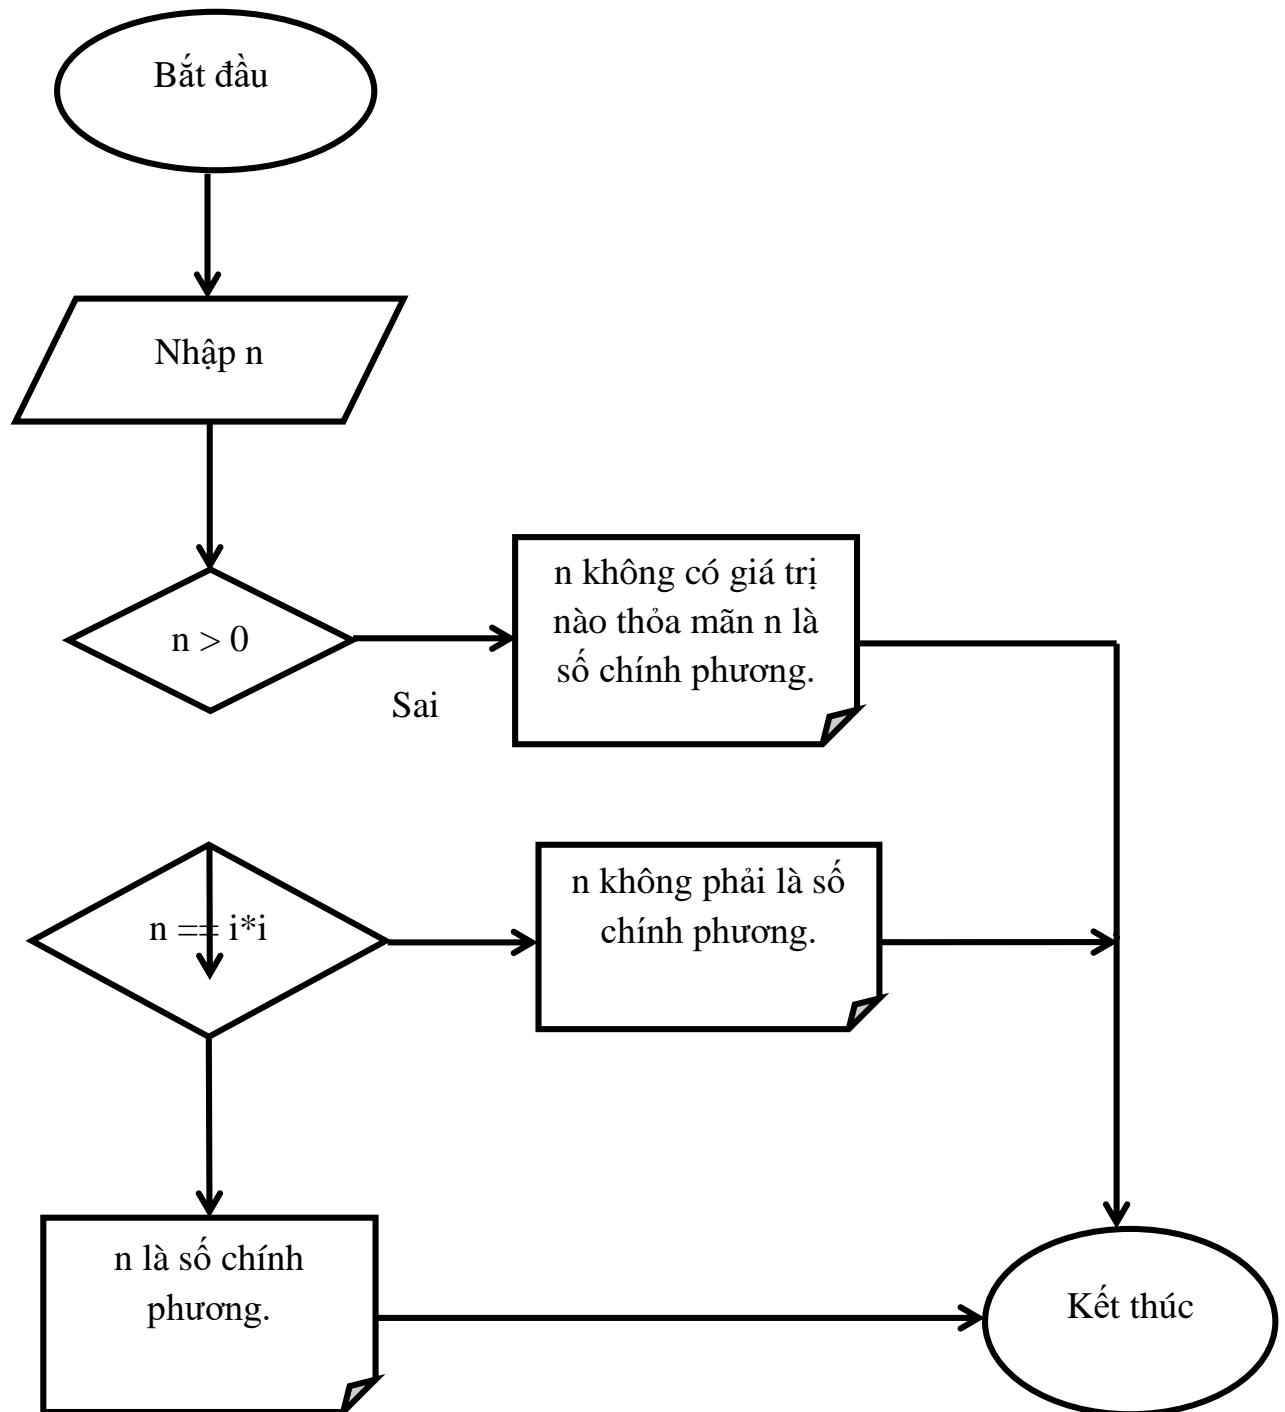 Bắt đầu
Nhập n
n > 0
Sai
n không có giá trị
nào thỏa mãn n là
số chính phương.
n == i*i
n không phải là số
chính phương.
n là số chính
phương.
Kết thúc